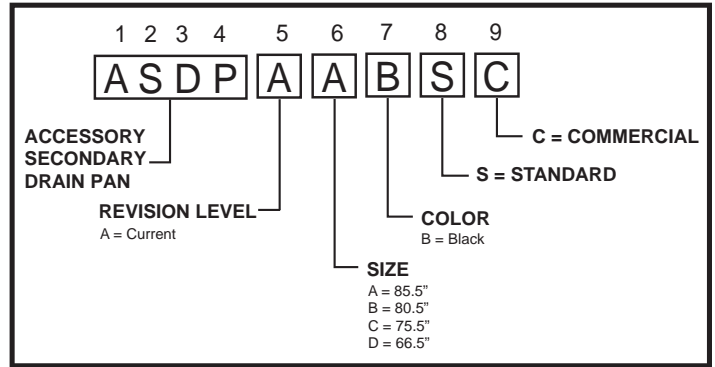 1 2 3 4 5 6 7 8 9
A S D P A A B S C
ACCESSORY
SECONDARY
DRAIN PAN
C = COMMERCIAL
S = STANDARD
REVISION LEVEL
A = Current
COLOR
B = Black
SIZE
A = 85.5”
B = 80.5”
C = 75.5”
D = 66.5”